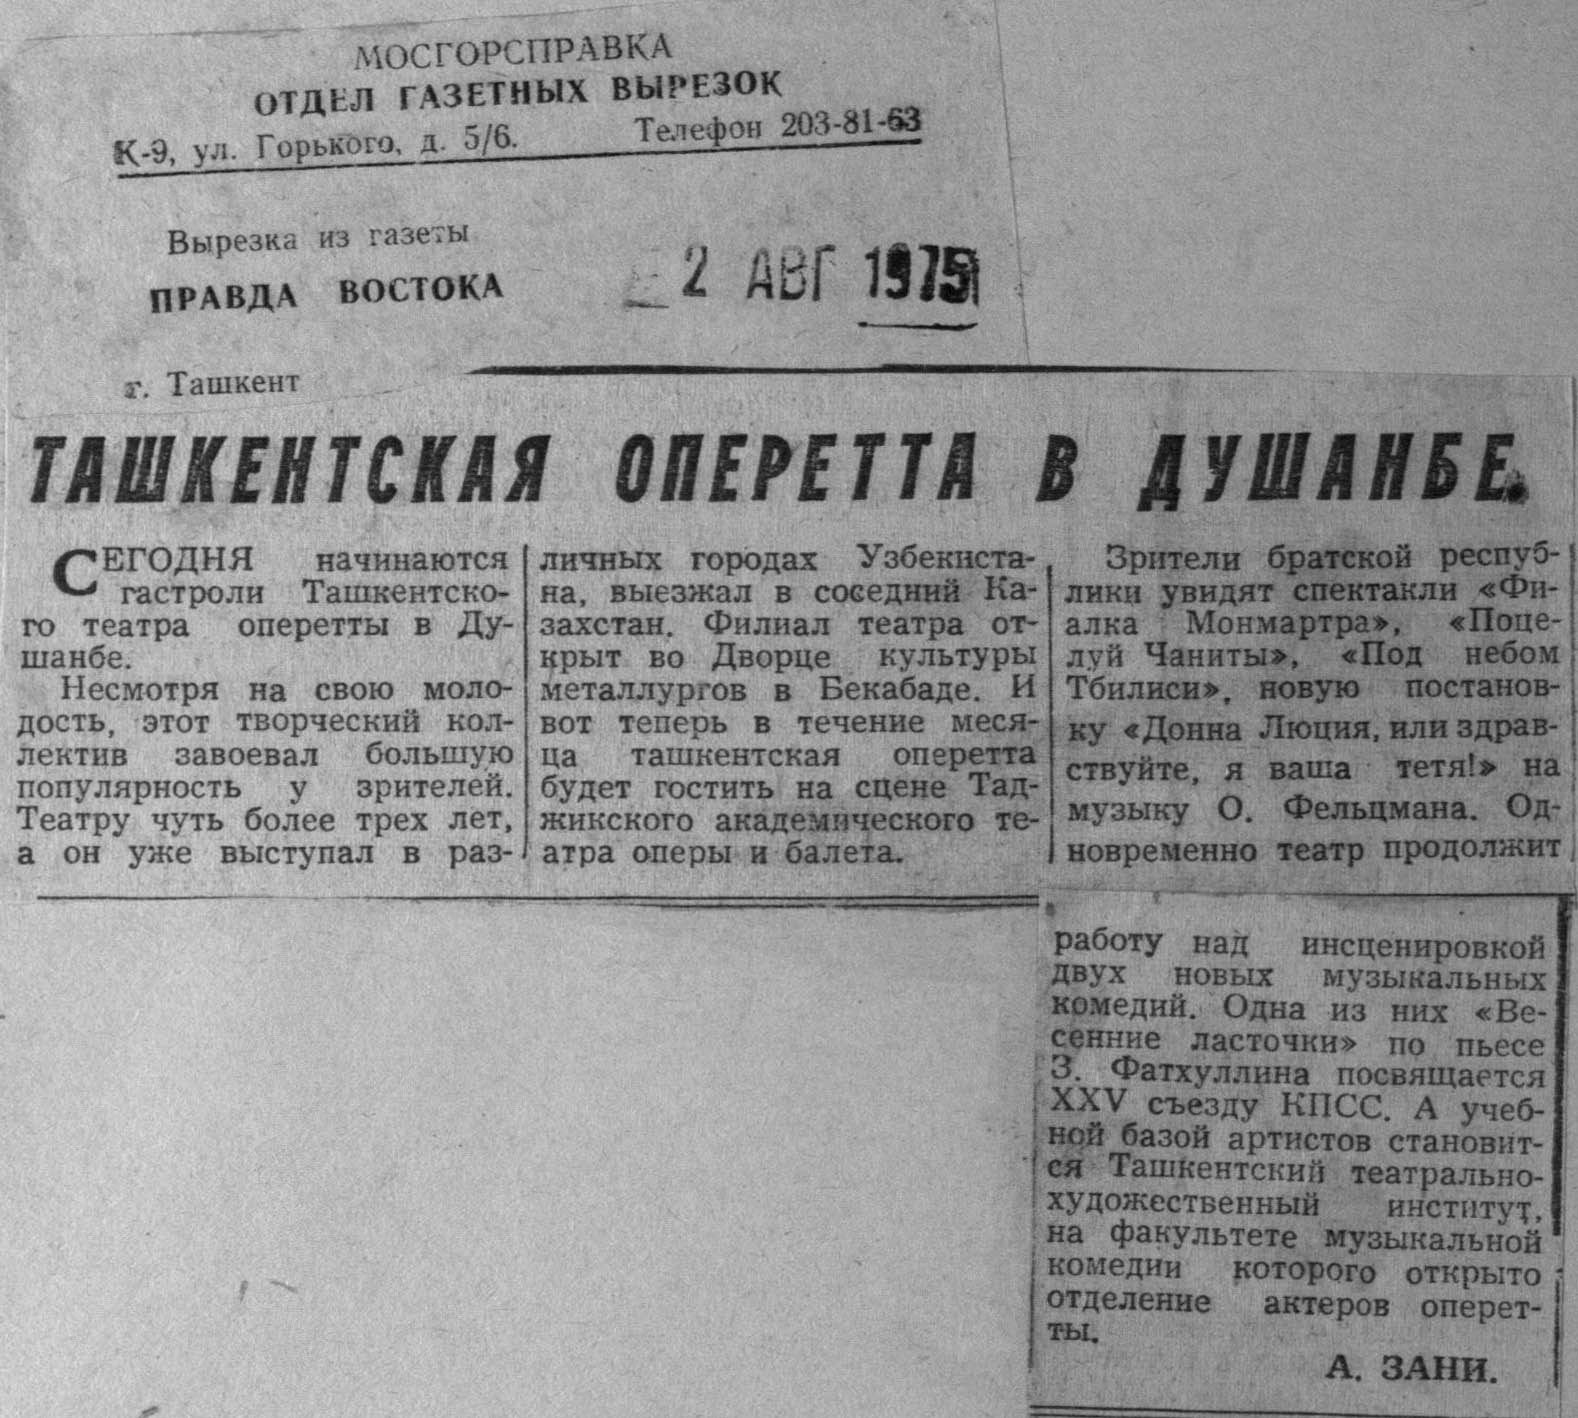 МОСГОРСПРАВКА
ОТДЕЛ ГАЗЕТНЫХ ВЫРЕЗОК
К-9, ул. Горького, д. 5/6. Телефон 203-81-63
Вырезка из газеты
ПРАВДА ВОСТОКА
2 АВГ 1975
г. Ташкент
ТАШКЕНТСКАЯ ОПЕРЕТТА В ДУШАНБЕ.
СЕГОДНЯ начинаются
гастроли Ташкентско-
го театра оперетты в Ду-
шанбе.
Несмотря на свою моло-
дость, этот творческий кол-
лектив завоевал большую
популярность у зрителей.
Театру чуть более трех лет,
а он уже выступал в раз-
личных городах Узбекиста-
на, выезжал в соседний Ка-
захстан. Филиал театра от-
крыт во Дворце культуры
металлургов в Бекабаде. И
вот теперь в течение меся-
ца ташкентская оперетта
будет гостить на сцене Тад-
жикского академического те-
атра оперы и балета.
Зрители братской респуб-
лики увидят спектакли «Фи-
алка Монмартра», «Поце-
луй Чаниты», «Под небом
Тбилиси», новую постанов-
ку «Донна Люция, или здрав-
ствуйте, я ваша тетя!» на
музыку О. Фельцмана. Од-
новременно театр продолжит
работу над инсценировкой
двух новых музыкальных
комедий. Одна из них «Ве-
сенние ласточки» по пьесе
З. Фатхуллина посвящается
XXV съезду КПСС. А учеб-
ной базой артистов становит-
ся Ташкентский театрально-
художественный институт,
на факультете музыкальной
комедии которого открыто
отделение актеров оперет-
ты.
А. ЗАНИ.